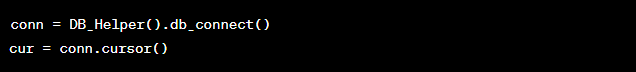 conn = DB_Helper().db_connect()
cur = conn.cursor()